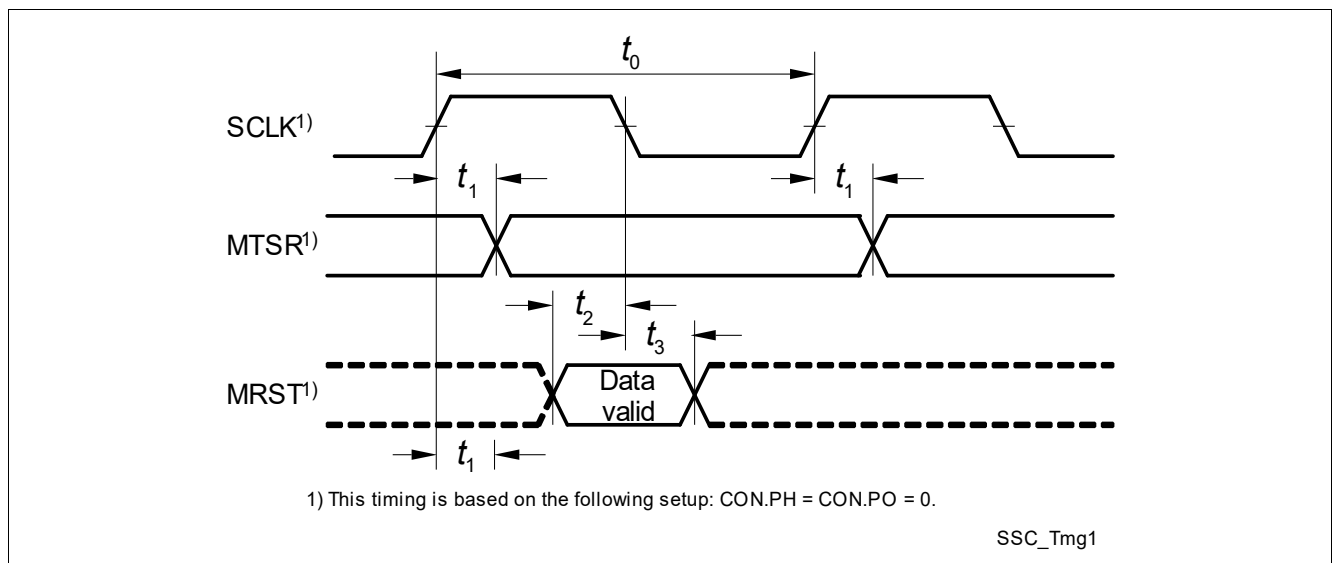 t0
SCLK1)
t1
t1
MTSR1)
t2
t3
MRST1)
Data
valid
t1
1) This timing is based on the following setup: CON.PH = CON.PO = 0.
SSC_Tmg1